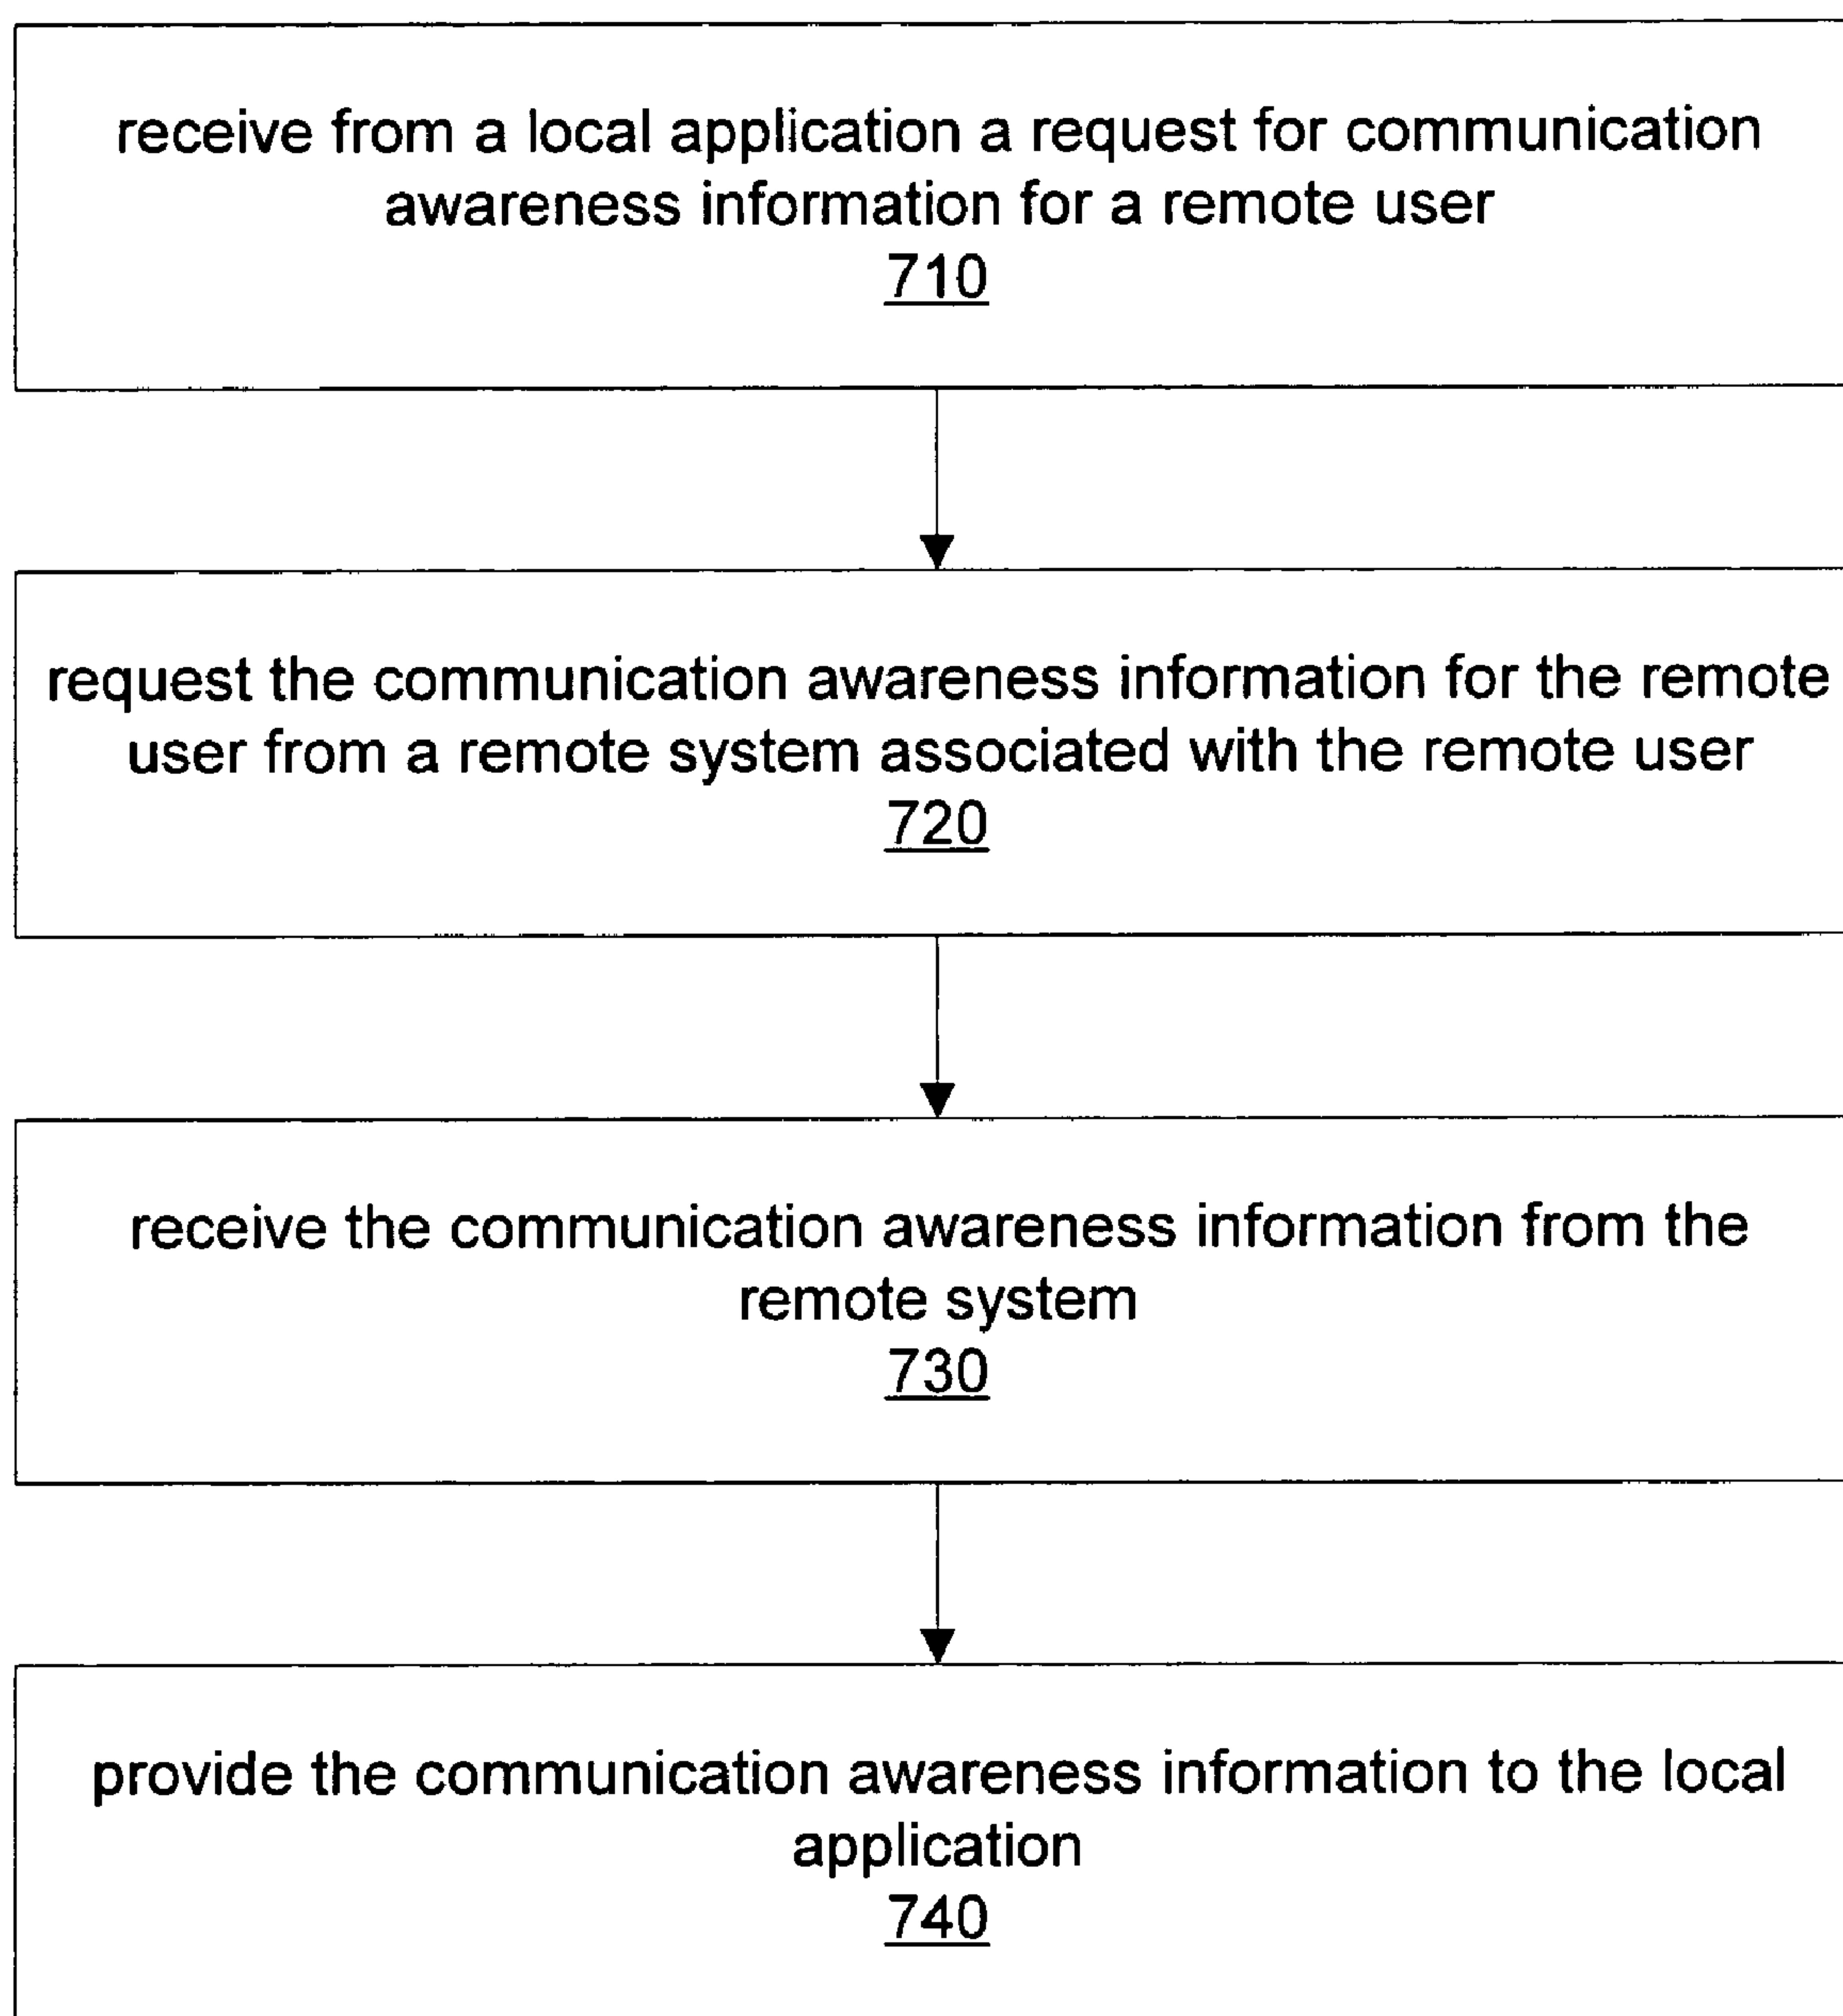 receive from a local application a request for communication
awareness information for a remote user
710
request the communication awareness information for the remote
user from a remote system associated with the remote user
720
receive the communication awareness information from the
remote system
730
provide the communication awareness information to the local
application
740